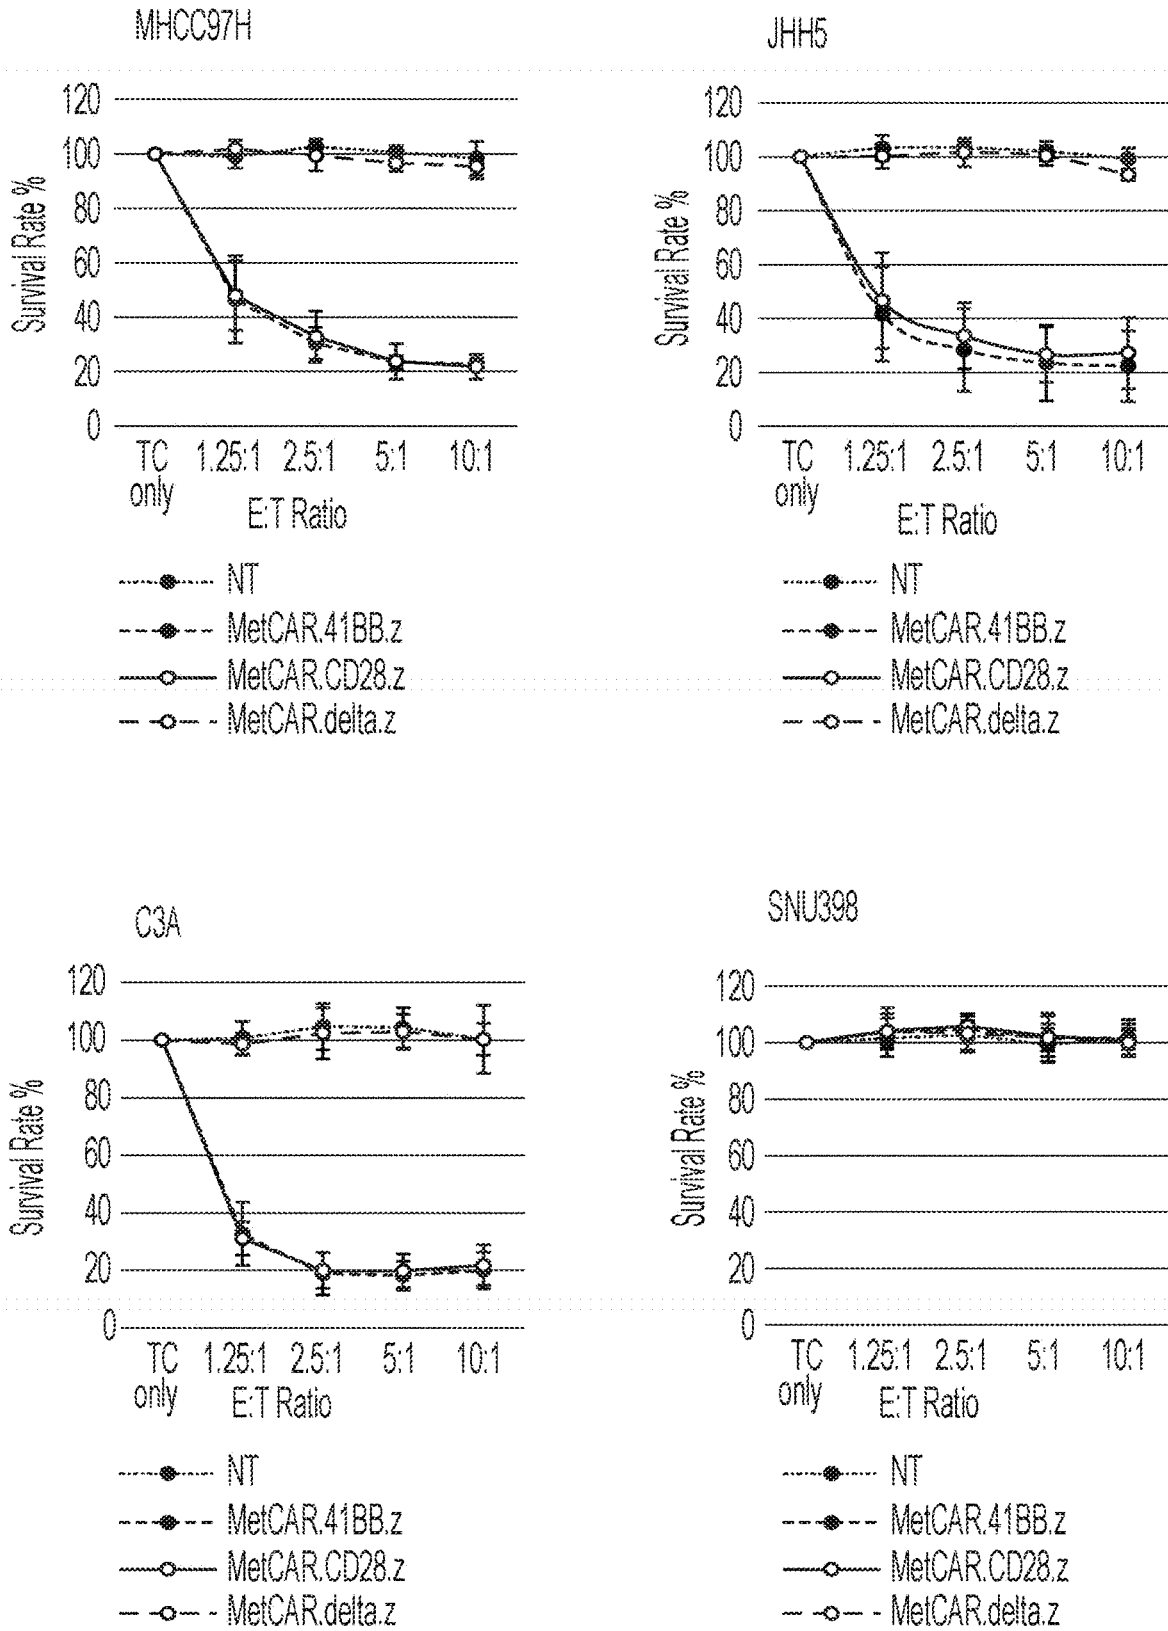 MHCC97H
120
100
80
60
40
20
0
Survival Rate %
TC only 1.25:1 2.5:1 5:1 10:1
E:T Ratio
NT
MetCAR.41BB.z
MetCAR.CD28.z
MetCAR.delta.z
JHH5
120
100
80
60
40
20
0
Survival Rate %
TC only 1.25:1 2.5:1 5:1 10:1
E:T Ratio
NT
MetCAR.41BB.z
MetCAR.CD28.z
MetCAR.delta.z
C3A
120
100
80
60
40
20
0
Survival Rate %
TC only 1.25:1 2.5:1 5:1 10:1
E:T Ratio
NT
MetCAR.41BB.z
MetCAR.CD28.z
MetCAR.delta.z
SNU398
120
100
80
60
40
20
0
Survival Rate %
TC only 1.25:1 2.5:1 5:1 10:1
E:T Ratio
NT
MetCAR.41BB.z
MetCAR.CD28.z
MetCAR.delta.z